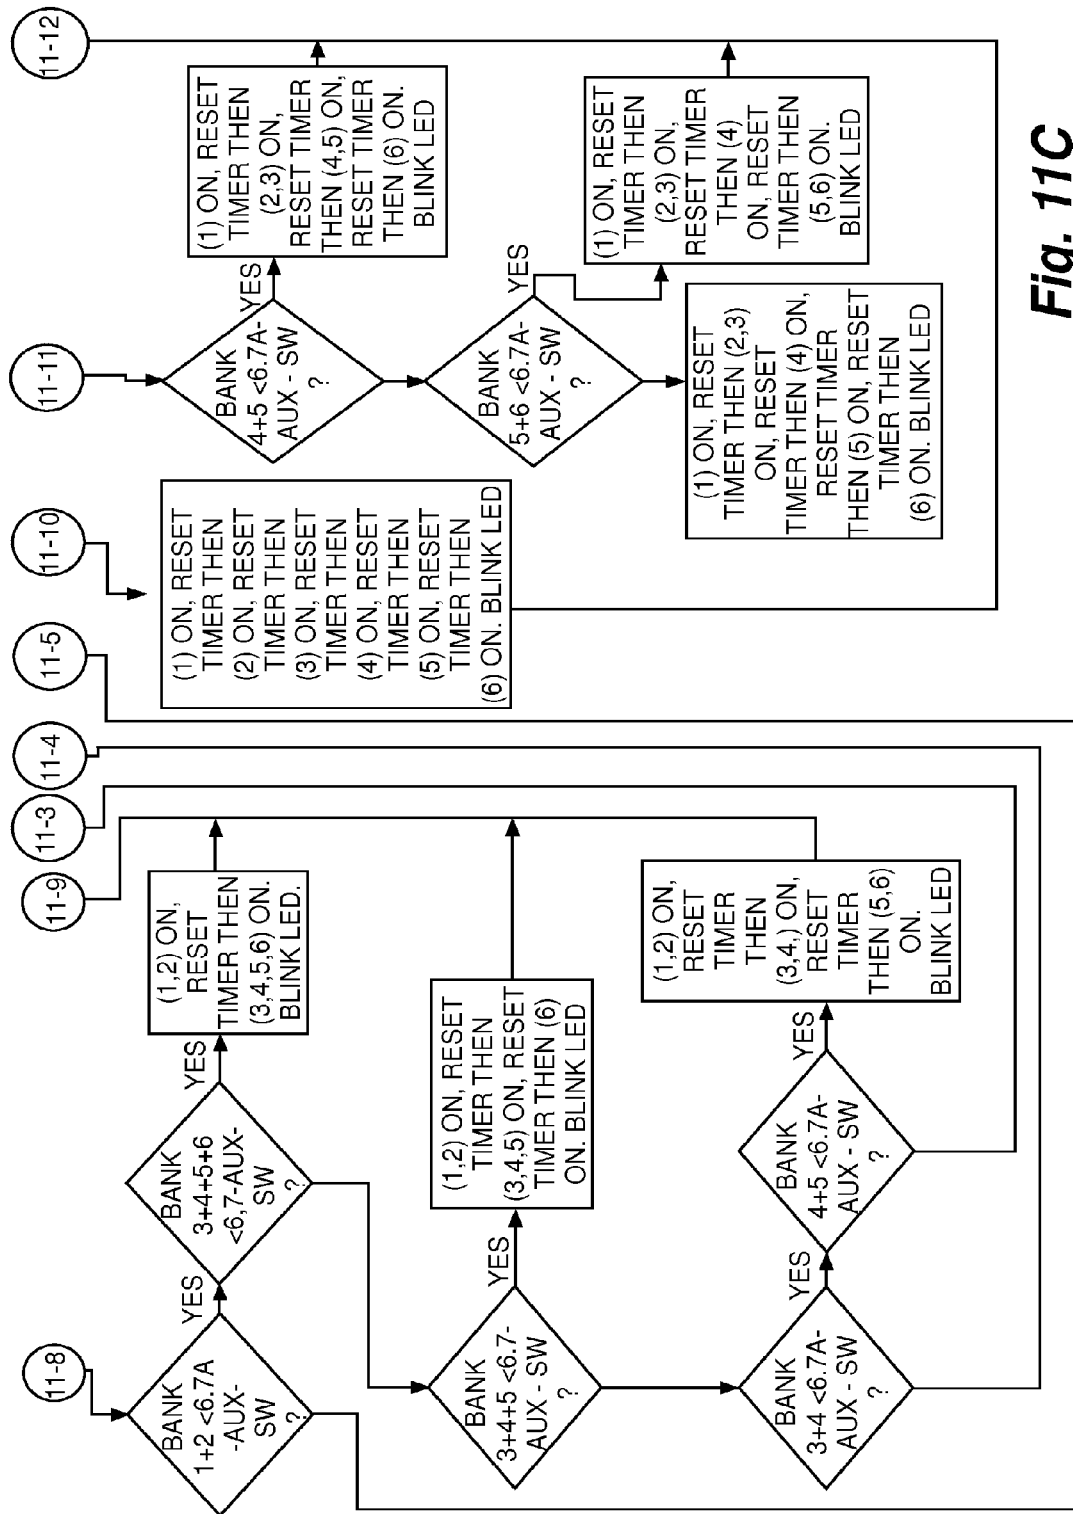 11-8
BANK
1+2 <6.7A
-AUX-
SW
?
YES
BANK
3+4+5+6
<6,7-AUX-
SW
?
YES
(1,2) ON,
RESET
TIMER THEN
(3,4,5,6) ON.
BLINK LED.
BANK
3+4+5 <6.7-
AUX - SW
?
YES
(1,2) ON, RESET
TIMER THEN
(3,4,5) ON, RESET
TIMER THEN (6)
ON. BLINK LED
BANK
3+4 <6.7A-
AUX - SW
?
YES
BANK
4+5 <6.7A-
AUX - SW
?
YES
(1,2) ON,
RESET
TIMER
THEN
(3,4,) ON,
RESET
TIMER
THEN (5,6)
ON.
BLINK LED
11-9
11-3
11-4
11-5
11-10
(1) ON, RESET
TIMER THEN
(2) ON, RESET
TIMER THEN
(3) ON, RESET
TIMER THEN
(4) ON, RESET
TIMER THEN
(5) ON, RESET
TIMER THEN
(6) ON. BLINK LED
11-11
BANK
4+5 <6.7A-
AUX - SW
?
YES
(1) ON, RESET
TIMER THEN
(2,3) ON,
RESET TIMER
THEN (4,5) ON,
RESET TIMER
THEN (6) ON.
BLINK LED
BANK
5+6 <6.7A-
AUX - SW
?
YES
(1) ON, RESET
TIMER THEN
(2,3) ON,
RESET TIMER
THEN (4)
ON, RESET
TIMER THEN
(5,6) ON.
BLINK LED
(1) ON, RESET
TIMER THEN (2,3)
ON, RESET
TIMER THEN (4) ON,
RESET TIMER
THEN (5) ON, RESET
TIMER THEN
(6) ON. BLINK LED
11-12
Fig. 11C